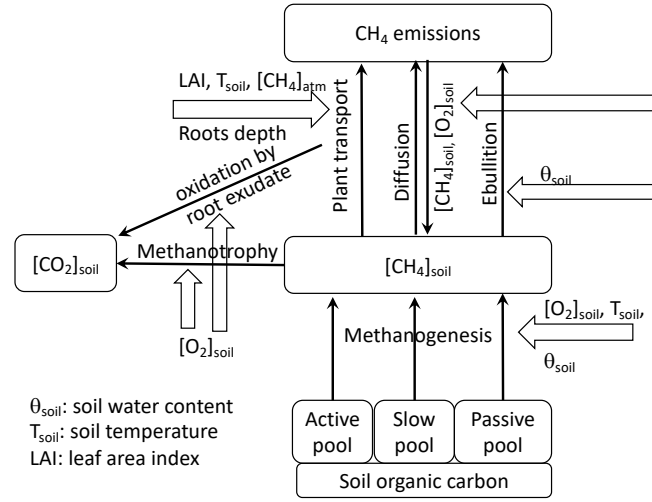 CH₄ emissions
LAI, Tsoil, [CH₄]atm
Roots depth
oxidation by
root exudate
Plant transport
Diffusion
[CH₄]soil, [O₂]soil
Ebullition
θsoil
[CO₂]soil
Methanotrophy
[CH₄]soil
[O₂]soil
[O₂]soil, Tsoil,
Methanogenesis
θsoil
θsoil: soil water content
Tsoil: soil temperature
LAI: leaf area index
Active
pool
Slow
pool
Passive
pool
Soil organic carbon